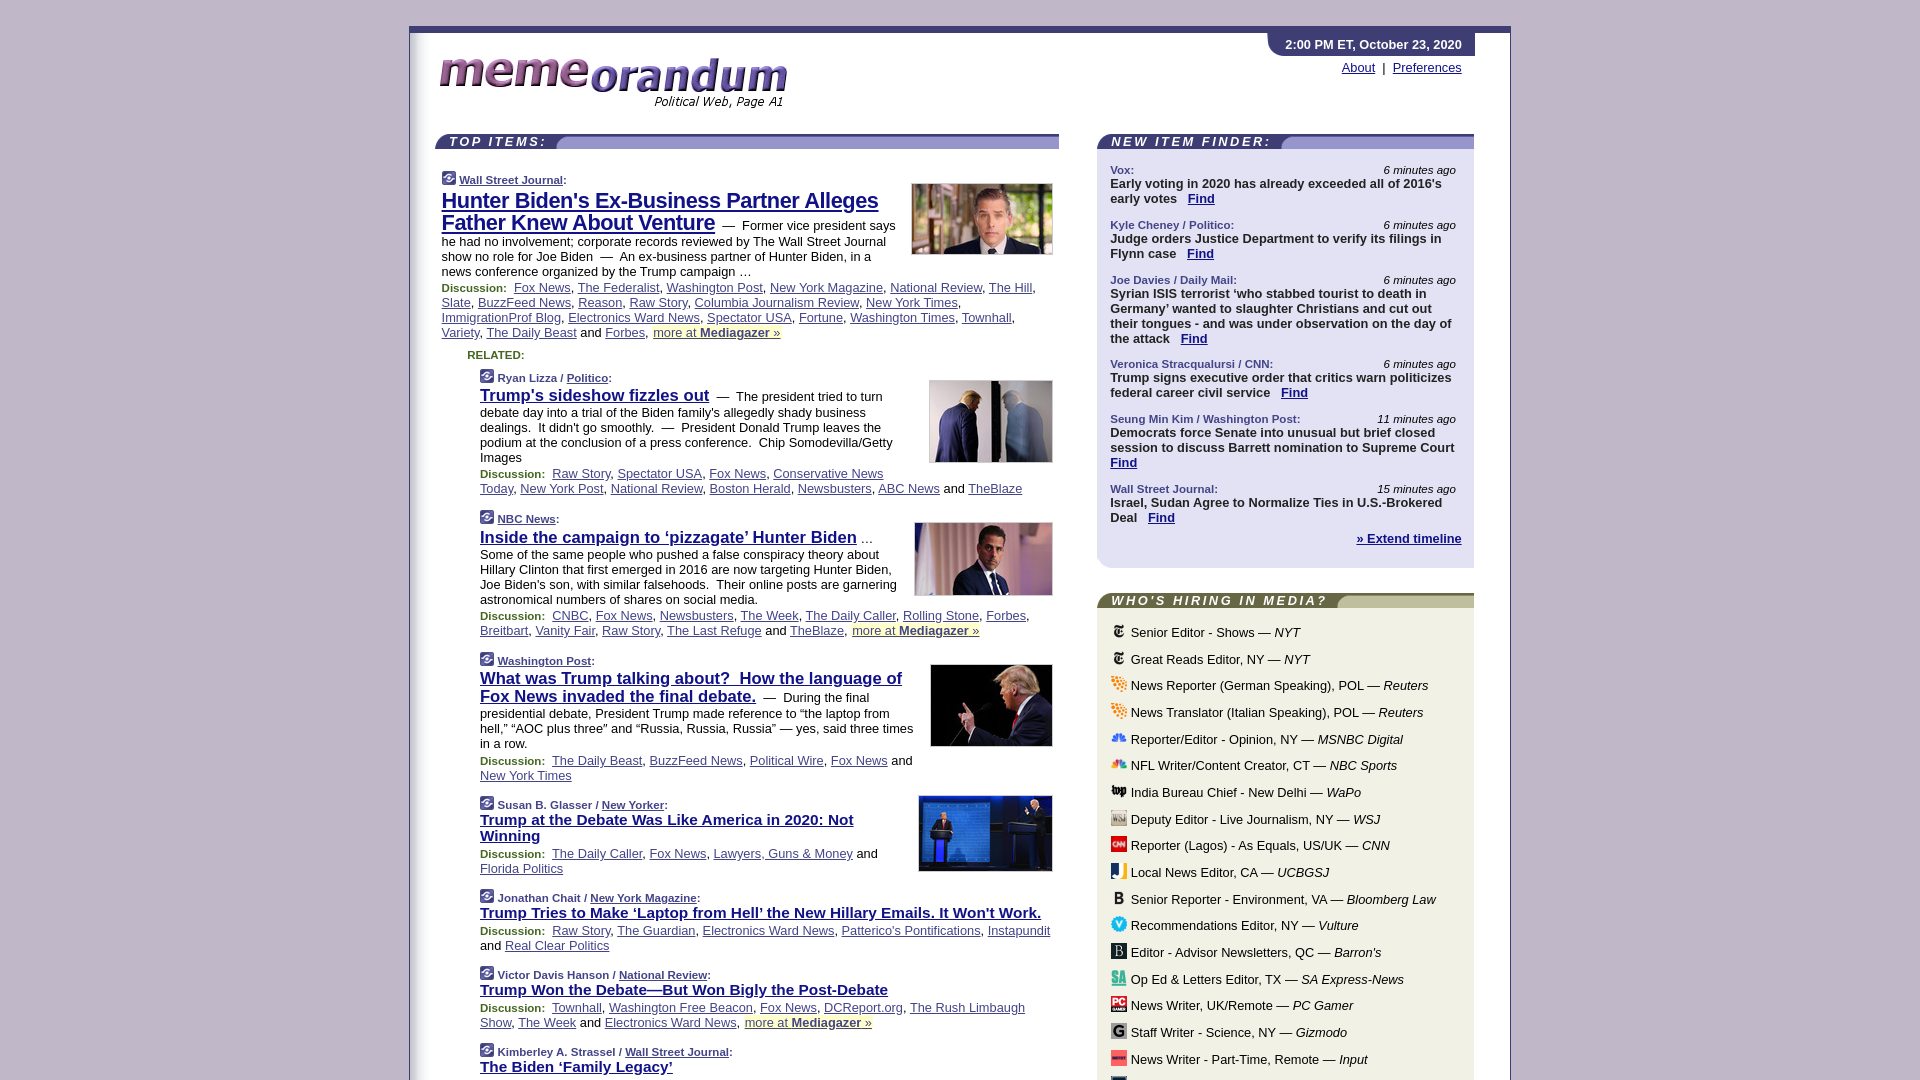 memeorandum
Political Web, Page A1
2:00 PM ET, October 23, 2020
About | Preferences
TOP ITEMS:
Wall Street Journal:
Hunter Biden's Ex-Business Partner Alleges
Father Knew About Venture — Former vice president says
he had no involvement; corporate records reviewed by The Wall Street Journal
show no role for Joe Biden — An ex-business partner of Hunter Biden, in a
news conference organized by the Trump campaign …
Discussion: Fox News, The Federalist, Washington Post, New York Magazine, National Review, The Hill,
Slate, BuzzFeed News, Reason, Raw Story, Columbia Journalism Review, New York Times,
ImmigrationProf Blog, Electronics Ward News, Spectator USA, Fortune, Washington Times, Townhall,
Variety, The Daily Beast and Forbes, more at Mediagazer »
RELATED:
Ryan Lizza / Politico:
Trump's sideshow fizzles out — The president tried to turn
debate day into a trial of the Biden family's allegedly shady business
dealings. It didn't go smoothly. — President Donald Trump leaves the
podium at the conclusion of a press conference. Chip Somodevilla/Getty
Images
Discussion: Raw Story, Spectator USA, Fox News, Conservative News
Today, New York Post, National Review, Boston Herald, Newsbusters, ABC News and TheBlaze
NBC News:
Inside the campaign to ‘pizzagate’ Hunter Biden …
Some of the same people who pushed a false conspiracy theory about
Hillary Clinton that first emerged in 2016 are now targeting Hunter Biden,
Joe Biden's son, with similar falsehoods. Their online posts are garnering
astronomical numbers of shares on social media.
Discussion: CNBC, Fox News, Newsbusters, The Week, The Daily Caller, Rolling Stone, Forbes,
Breitbart, Vanity Fair, Raw Story, The Last Refuge and TheBlaze, more at Mediagazer »
Washington Post:
What was Trump talking about? How the language of
Fox News invaded the final debate. — During the final
presidential debate, President Trump made reference to “the laptop from
hell,” “AOC plus three” and “Russia, Russia, Russia” — yes, said three times
in a row.
Discussion: The Daily Beast, BuzzFeed News, Political Wire, Fox News and
New York Times
Susan B. Glasser / New Yorker:
Trump at the Debate Was Like America in 2020: Not
Winning
Discussion: The Daily Caller, Fox News, Lawyers, Guns & Money and
Florida Politics
Jonathan Chait / New York Magazine:
Trump Tries to Make ‘Laptop from Hell’ the New Hillary Emails. It Won't Work.
Discussion: Raw Story, The Guardian, Electronics Ward News, Patterico's Pontifications, Instapundit
and Real Clear Politics
Victor Davis Hanson / National Review:
Trump Won the Debate—But Won Bigly the Post-Debate
Discussion: Townhall, Washington Free Beacon, Fox News, DCReport.org, The Rush Limbaugh
Show, The Week and Electronics Ward News, more at Mediagazer »
Kimberley A. Strassel / Wall Street Journal:
The Biden ‘Family Legacy’
NEW ITEM FINDER:
Vox: 6 minutes ago
Early voting in 2020 has already exceeded all of 2016's
early votes Find
Kyle Cheney / Politico: 6 minutes ago
Judge orders Justice Department to verify its filings in
Flynn case Find
Joe Davies / Daily Mail: 6 minutes ago
Syrian ISIS terrorist ‘who stabbed tourist to death in
Germany’ wanted to slaughter Christians and cut out
their tongues - and was under observation on the day of
the attack Find
Veronica Stracqualursi / CNN: 6 minutes ago
Trump signs executive order that critics warn politicizes
federal career civil service Find
Seung Min Kim / Washington Post: 11 minutes ago
Democrats force Senate into unusual but brief closed
session to discuss Barrett nomination to Supreme Court
Find
Wall Street Journal: 15 minutes ago
Israel, Sudan Agree to Normalize Ties in U.S.-Brokered
Deal Find
» Extend timeline
WHO'S HIRING IN MEDIA?
Senior Editor - Shows — NYT
Great Reads Editor, NY — NYT
News Reporter (German Speaking), POL — Reuters
News Translator (Italian Speaking), POL — Reuters
Reporter/Editor - Opinion, NY — MSNBC Digital
NFL Writer/Content Creator, CT — NBC Sports
India Bureau Chief - New Delhi — WaPo
Deputy Editor - Live Journalism, NY — WSJ
Reporter (Lagos) - As Equals, US/UK — CNN
Local News Editor, CA — UCBGSJ
Senior Reporter - Environment, VA — Bloomberg Law
Recommendations Editor, NY — Vulture
Editor - Advisor Newsletters, QC — Barron's
Op Ed & Letters Editor, TX — SA Express-News
News Writer, UK/Remote — PC Gamer
Staff Writer - Science, NY — Gizmodo
News Writer - Part-Time, Remote — Input